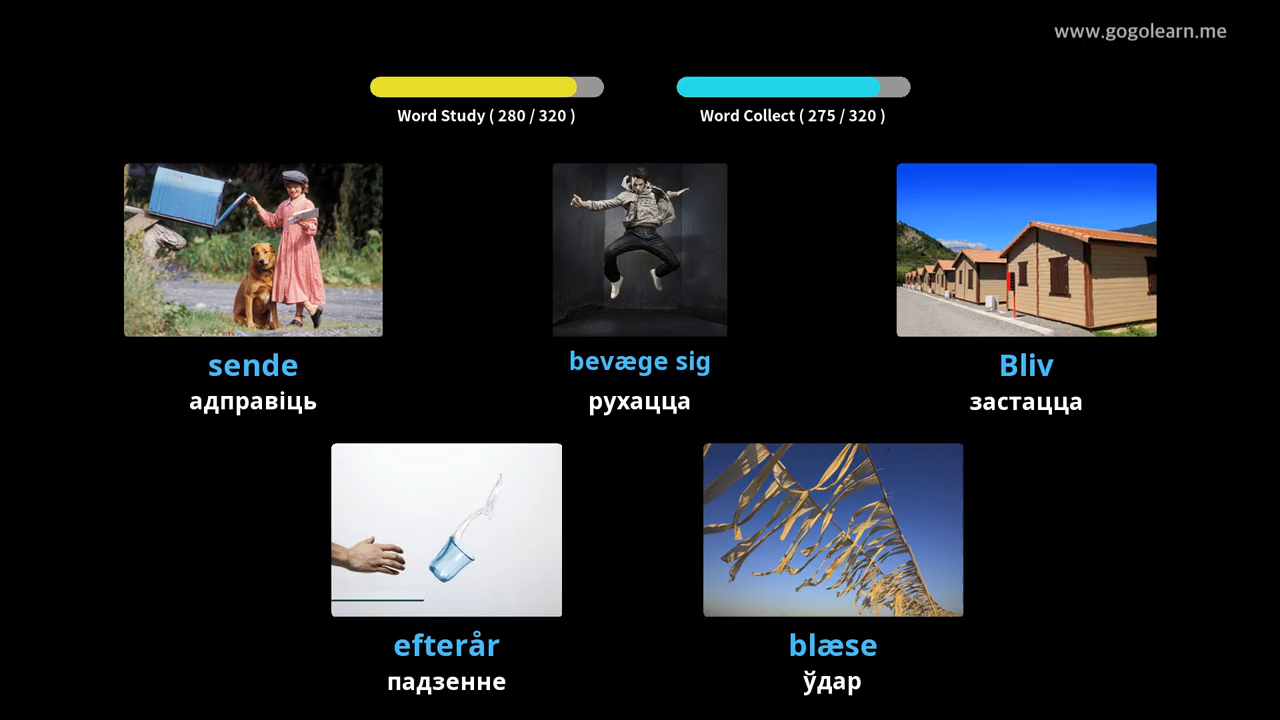 www.gogolearn.me
Word Study ( 280 / 320 )
Word Collect ( 275 / 320 )
sende
адправіць
bevæge sig
рухацца
Bliv
застацца
efterår
падзенне
blæse
ўдар